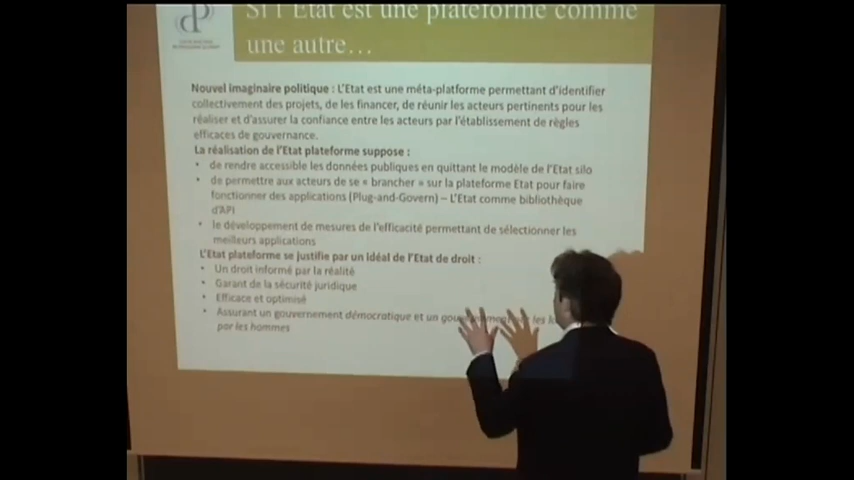 Si l'Etat est une plateforme comme
une autre…
dP
Nouvel imaginaire politique : L'Etat est une méta-platforme permettant d'identifier
collectivement des projets, de les financer, de réunir les acteurs pertinents pour les
réaliser et d'assurer la confiance entre les acteurs par l'établissement de règles
efficaces de gouvernance.
La réalisation de l'Etat plateforme suppose :
• de rendre accessible les données publiques en quittant le modèle de l'Etat silo
• de permettre aux acteurs de se « brancher » sur la plateforme Etat pour faire
fonctionner des applications (Plug-and-Govern) – L'Etat comme bibliothèque
d'API
• le développement de mesures de l'efficacité permettant de sélectionner les
meilleurs applications
L'Etat plateforme se justifie par un idéal de l'Etat de droit :
• Un droit informé par la réalité
• Garant de la sécurité juridique
• Efficace et optimisé
• Assurant un gouvernement démocratique et un
par les hommes